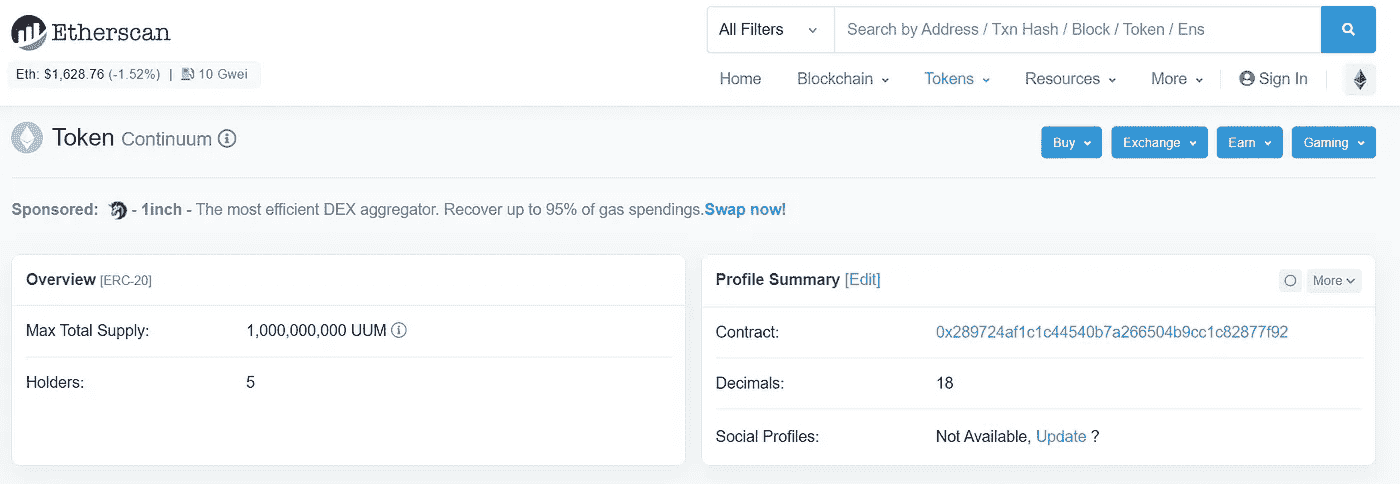 Etherscan
All Filters
Search by Address / Txn Hash / Block / Token / Ens
Eth: $1,628.76 (-1.52%) | 10 Gwei
Home Blockchain Tokens Resources More Sign In
Token Continuum
Buy Exchange Earn Gaming
Sponsored: - 1inch - The most efficient DEX aggregator. Recover up to 95% of gas spendings.Swap now!
Overview [ERC-20]
Max Total Supply: 1,000,000,000 UUM
Holders: 5
Profile Summary [Edit]
More
Contract: 0x289724af1c1c44540b7a266504b9cc1c82877f92
Decimals: 18
Social Profiles: Not Available, Update ?